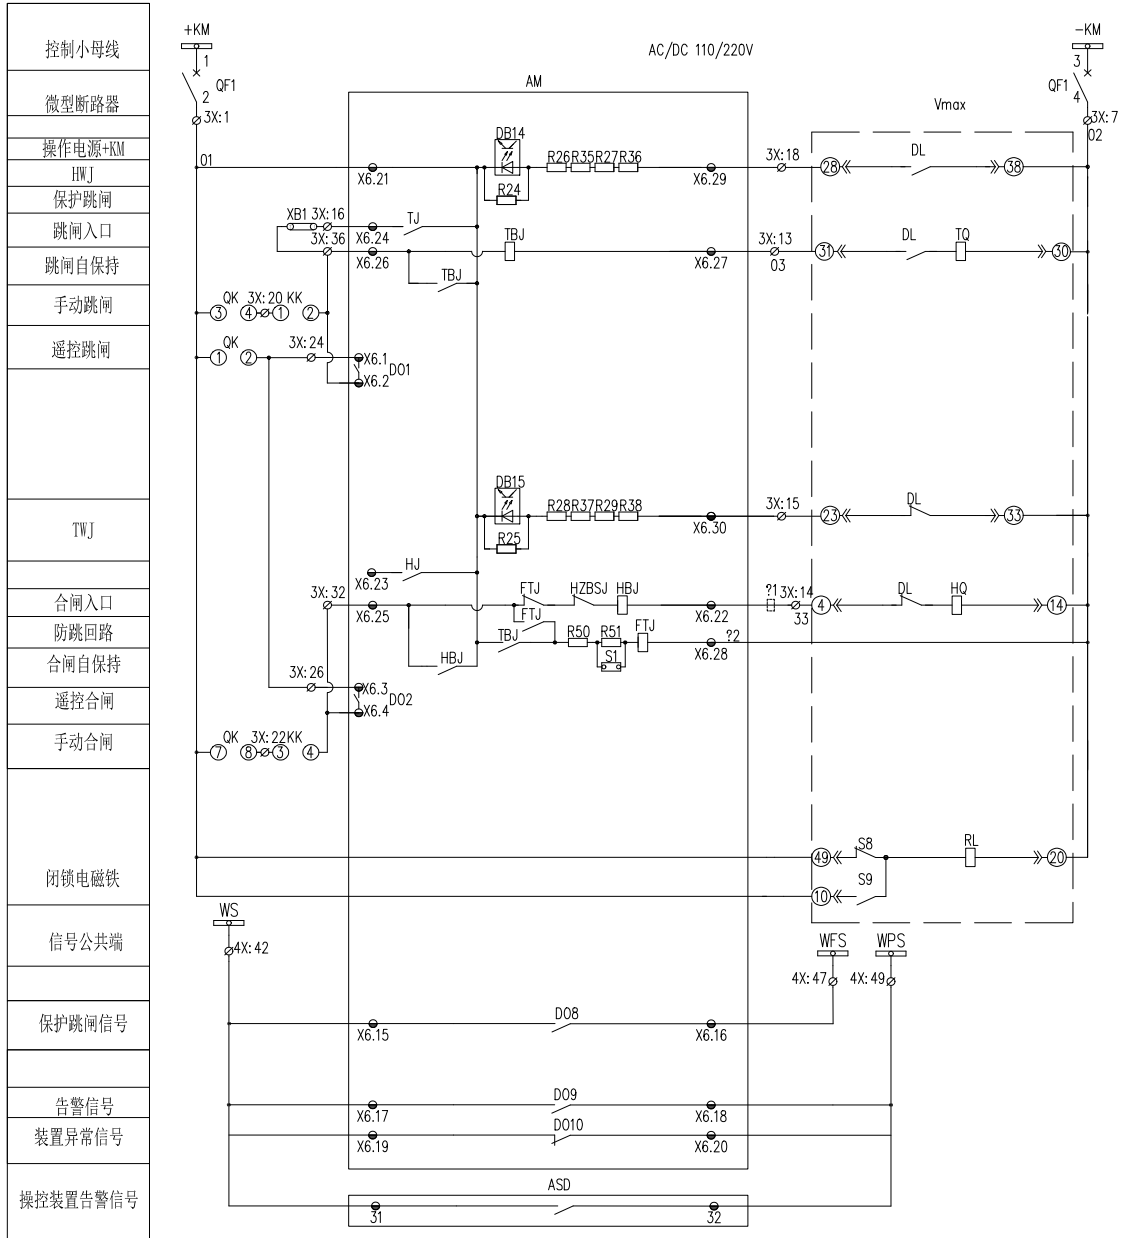 控制小母线
微型断路器
操作电源+KM
HWJ
保护跳闸
跳闸入口
跳闸自保持
手动跳闸
遥控跳闸
TWJ
合闸入口
防跳回路
合闸自保持
遥控合闸
手动合闸
闭锁电磁铁
信号公共端
保护跳闸信号
告警信号
装置异常信号
操控装置告警信号
+KM
AC/DC 110/220V
-KM
1
QF1
2
3X:1
AM
Vmax
3
QF1
4
3X:7
02
01
X6.21
DB14
R24
R26 R35 R27 R36
X6.29
3X:18
28
DL
38
XB1 3X:16
X6.24
TJ
3X:36
X6.26
TBJ
X6.27
3X:13
03
31
DL
TQ
30
TBJ
3
QK
4
3X:20
KK
1
2
1
QK
2
3X:24
X6.1
DO1
X6.2
DB15
R25
R28 R37 R29 R38
X6.30
3X:15
23
DL
33
X6.23
HJ
3X:32
X6.25
FTJ
HZBSJ
HBJ
X6.22
?1
3X:14
33
4
DL
HQ
14
FTJ
TBJ
R50
R51
S1
FTJ
X6.28
?2
HBJ
3X:26
X6.3
DO2
X6.4
7
QK
8
3X:22
KK
3
4
49
S8
RL
20
10
S9
WS
4X:42
WFS
WPS
4X:47
4X:49
X6.15
DO8
X6.16
X6.17
DO9
X6.18
X6.19
DO10
X6.20
ASD
31
32